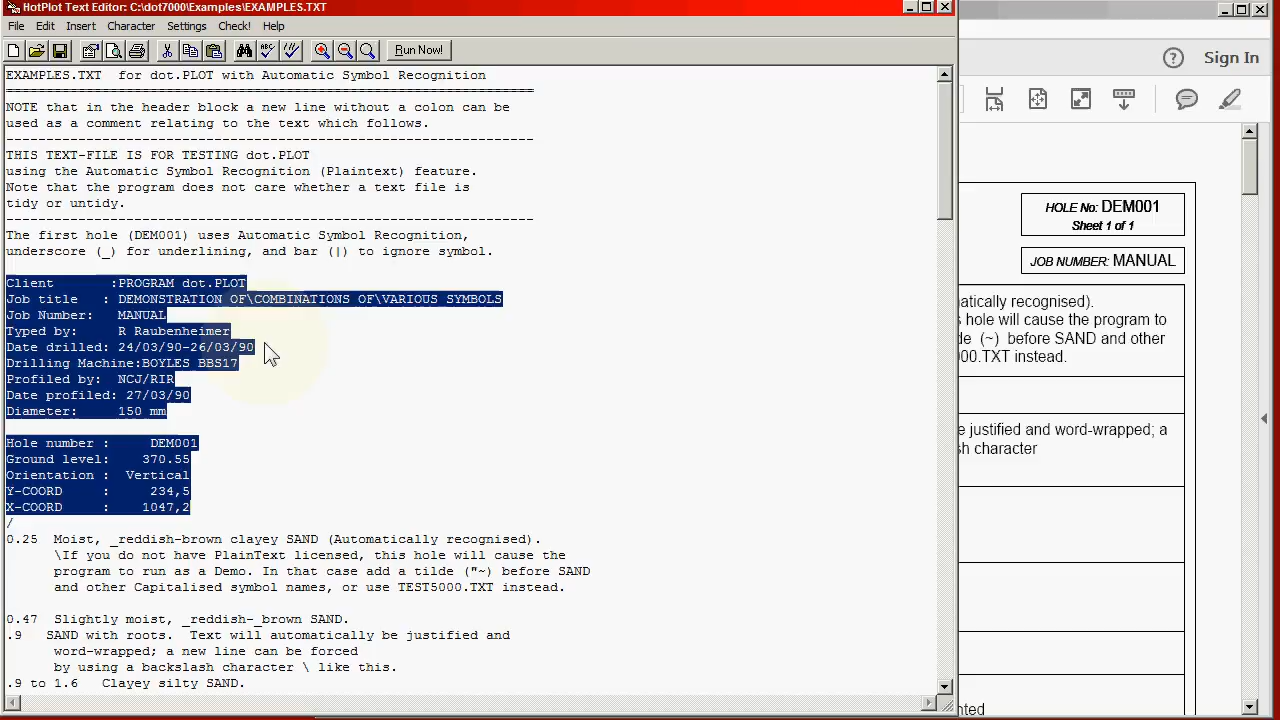 HotPlot Text Editor: C:\dot7000\Examples\EXAMPLES.TXT
File Edit Insert Character Settings Check! Help
Run Now!
EXAMPLES.TXT  for dot.PLOT with Automatic Symbol Recognition
==================================================================
NOTE that in the header block a new line without a colon can be
used as a comment relating to the text which follows.
------------------------------------------------------------------
THIS TEXT-FILE IS FOR TESTING dot.PLOT
using the Automatic Symbol Recognition (Plaintext) feature.
Note that the program does not care whether a text file is
tidy or untidy.
------------------------------------------------------------------
The first hole (DEM001) uses Automatic Symbol Recognition,
underscore (_) for underlining, and bar (|) to ignore symbol.
Client       :PROGRAM dot.PLOT
Job title   : DEMONSTRATION OF\COMBINATIONS OF\VARIOUS SYMBOLS
Job Number:   MANUAL
Typed by:     R Raubenheimer
Date drilled: 24/03/90-26/03/90
Drilling Machine:BOYLES BBS17
Profiled by:  NCJ/RIR
Date profiled: 27/03/90
Diameter:     150 mm
Hole number :     DEM001
Ground level:    370.55
Orientation :  Vertical
Y-COORD     :     234,5
X-COORD     :    1047,2
/
0.25  Moist, _reddish-brown clayey SAND (Automatically recognised).
\If you do not have PlainText licensed, this hole will cause the
program to run as a Demo. In that case add a tilde ("~) before SAND
and other Capitalised symbol names, or use TEST5000.TXT instead.
0.47  Slightly moist, _reddish-_brown SAND.
.9   SAND with roots.  Text will automatically be justified and
word-wrapped; a new line can be forced
by using a backslash character \ like this.
.9 to 1.6   Clayey silty SAND.
Sign In
HOLE No: DEM001
Sheet 1 of 1
JOB NUMBER: MANUAL
natically recognised).
s hole will cause the program to
de (~) before SAND and other
000.TXT instead.
e justified and word-wrapped; a
sh character
nted